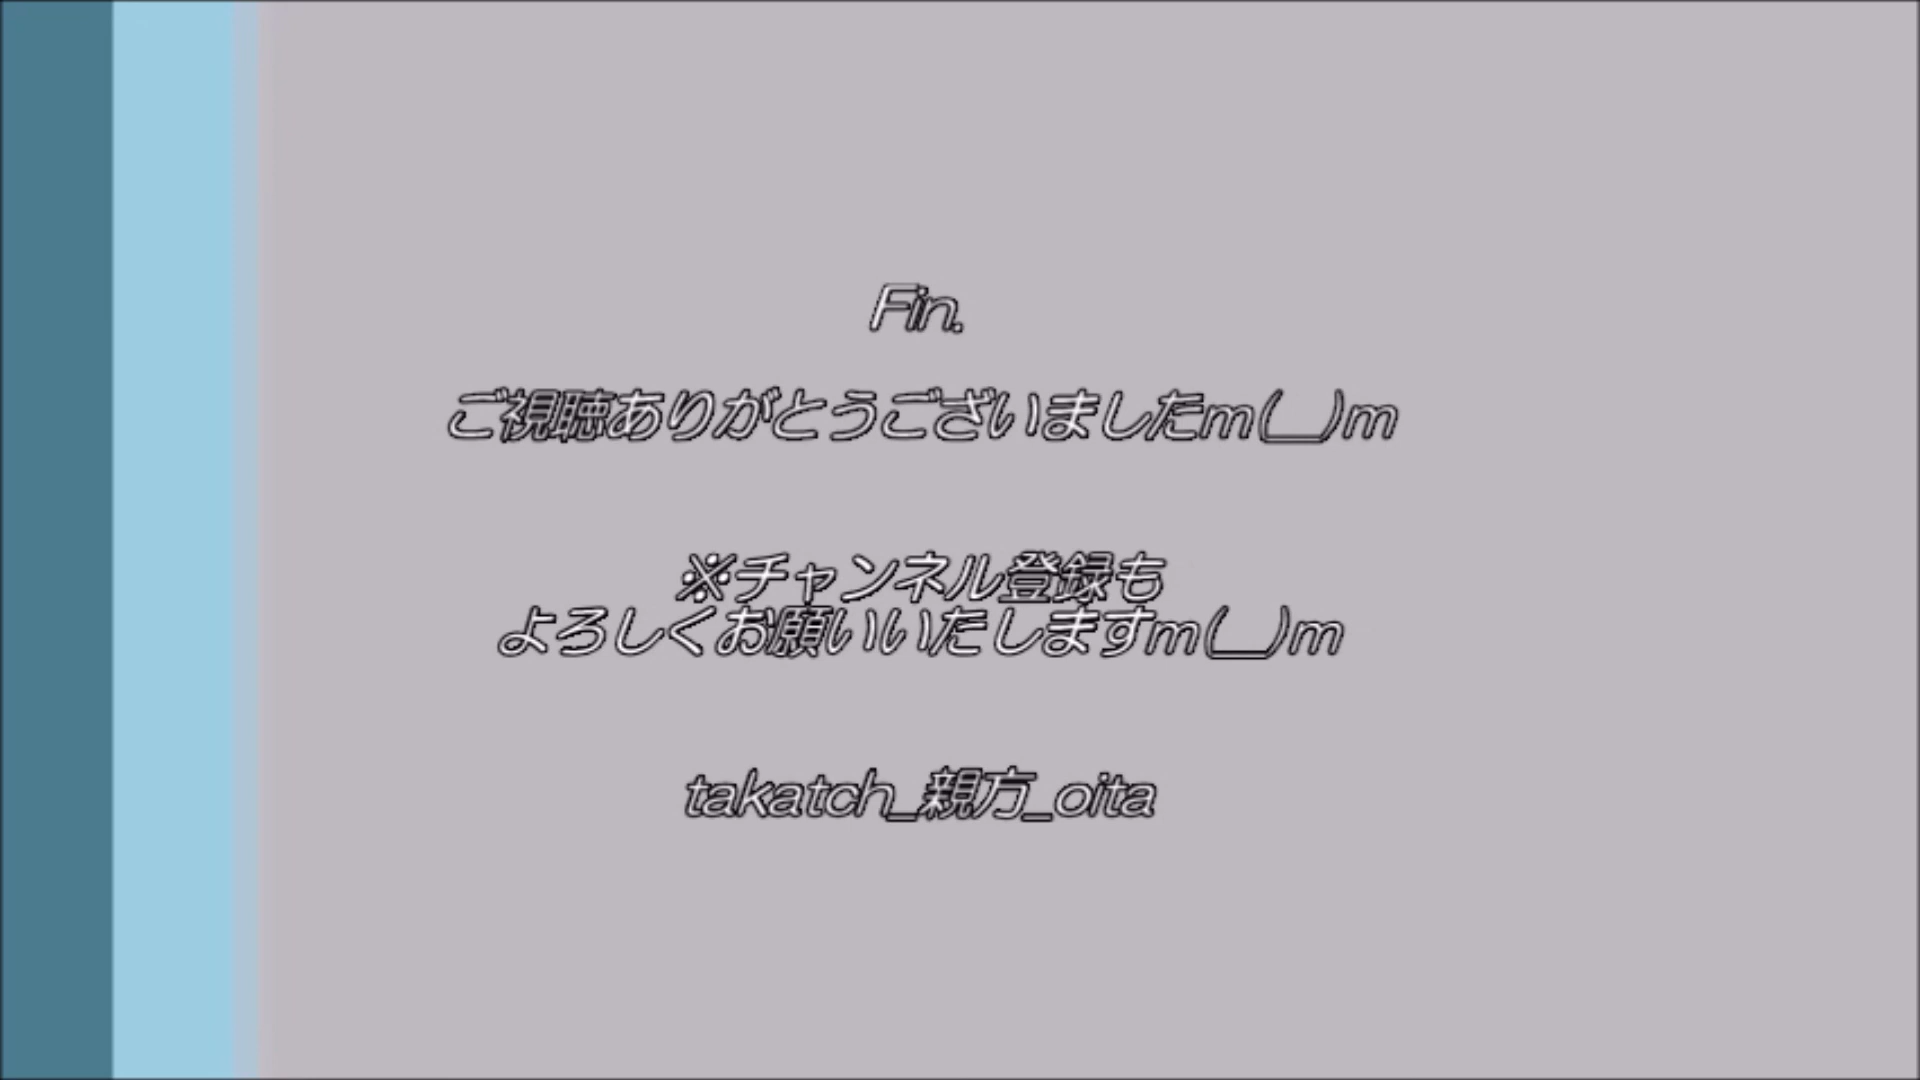 Fin.
ご視聴ありがとうございましたm(__)m
※チャンネル登録も
よろしくお願いいたしますm(__)m
takatch_親方_oita